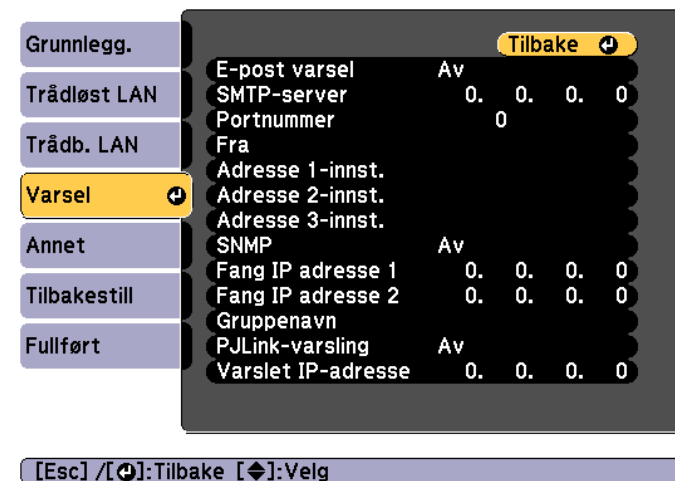 Grunnlegg.
Trådløst LAN
Trådb. LAN
Varsel
Annet
Tilbakestill
Fullført
Tilbake
E-post varsel Av
SMTP-server 0. 0. 0. 0
Portnummer 0
Fra
Adresse 1-innst.
Adresse 2-innst.
Adresse 3-innst.
SNMP Av
Fang IP adresse 1 0. 0. 0. 0
Fang IP adresse 2 0. 0. 0. 0
Gruppenavn
PJLink-varsling Av
Varslet IP-adresse 0. 0. 0. 0
[Esc] /[⏎]:Tilbake [◆]:Velg